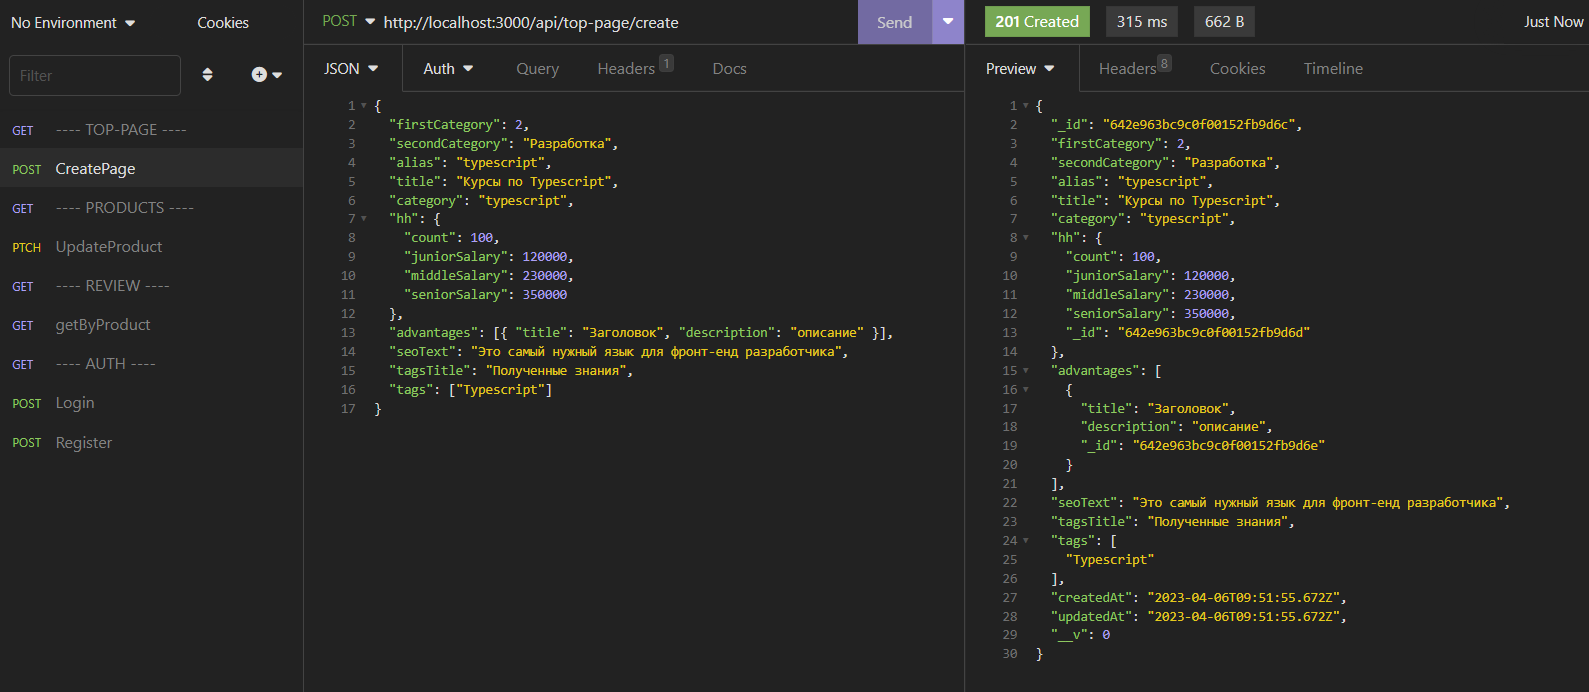 No Environment
Cookies
Filter
GET ---- TOP-PAGE ----
POST CreatePage
GET ---- PRODUCTS ----
PTCH UpdateProduct
GET ---- REVIEW ----
GET getByProduct
GET ---- AUTH ----
POST Login
POST Register
POST http://localhost:3000/api/top-page/create
Send
JSON
Auth
Query
Headers 1
Docs
1 {
2 "firstCategory": 2,
3 "secondCategory": "Разработка",
4 "alias": "typescript",
5 "title": "Курсы по Typescript",
6 "category": "typescript",
7 "hh": {
8 "count": 100,
9 "juniorSalary": 120000,
10 "middleSalary": 230000,
11 "seniorSalary": 350000
12 },
13 "advantages": [{ "title": "Заголовок", "description": "описание" }],
14 "seoText": "Это самый нужный язык для фронт-енд разработчика",
15 "tagsTitle": "Полученные знания",
16 "tags": ["Typescript"]
17 }
201 Created
315 ms
662 B
Just Now
Preview
Headers 8
Cookies
Timeline
1 {
2 "_id": "642e963bc9c0f00152fb9d6c",
3 "firstCategory": 2,
4 "secondCategory": "Разработка",
5 "alias": "typescript",
6 "title": "Курсы по Typescript",
7 "category": "typescript",
8 "hh": {
9 "count": 100,
10 "juniorSalary": 120000,
11 "middleSalary": 230000,
12 "seniorSalary": 350000,
13 "_id": "642e963bc9c0f00152fb9d6d"
14 },
15 "advantages": [
16 {
17 "title": "Заголовок",
18 "description": "описание",
19 "_id": "642e963bc9c0f00152fb9d6e"
20 }
21 ],
22 "seoText": "Это самый нужный язык для фронт-енд разработчика",
23 "tagsTitle": "Полученные знания",
24 "tags": [
25 "Typescript"
26 ],
27 "createdAt": "2023-04-06T09:51:55.672Z",
28 "updatedAt": "2023-04-06T09:51:55.672Z",
29 "__v": 0
30 }